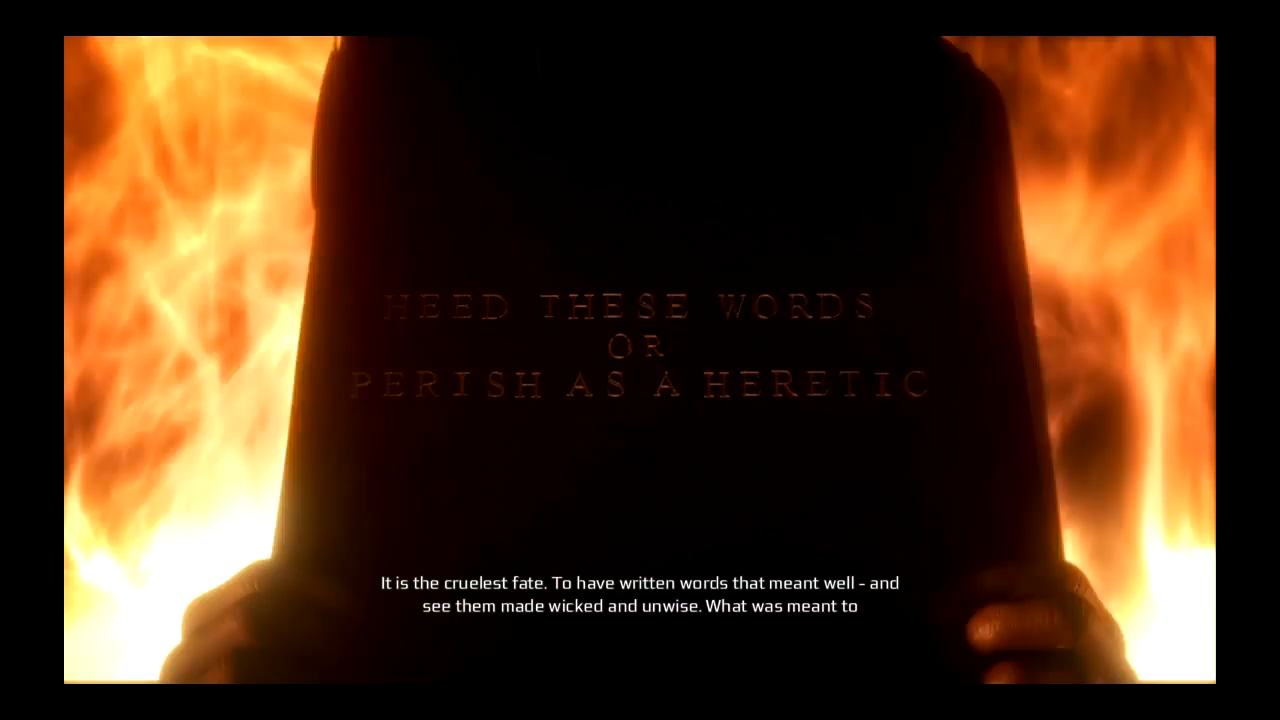 HEED THESE WORDS
OR
PERISH AS A HERETIC
It is the cruelest fate. To have written words that meant well - and
see them made wicked and unwise. What was meant to